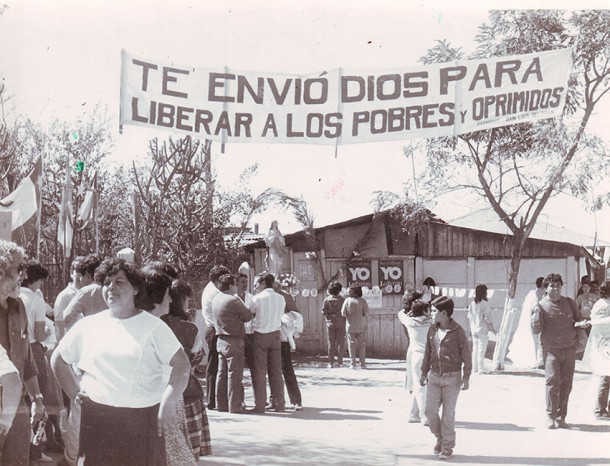 TE ENVIÓ DIOS PARA
LIBERAR A LOS POBRES Y OPRIMIDOS
YO
YO